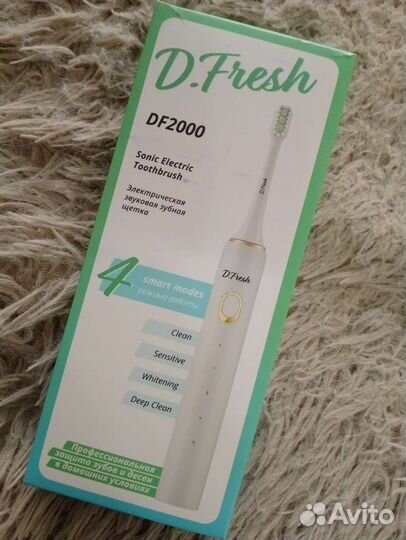 D.Fresh
DF2000
Sonic Electric
Toothbrush
Электрическая
звуковая зубная
щетка
D.Fresh
D.Fresh
4 smart modes
режима работы
Clean
Sensitive
Whitening
Deep Clean
Профессиональная
защита зубов и десен
в домашних условиях
Avito